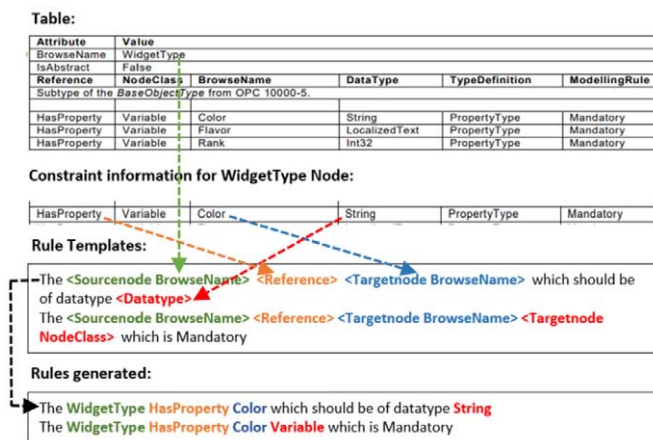 Table:
Attribute Value
BrowseName WidgetType
IsAbstract False
Reference NodeClass BrowseName DataType TypeDefinition ModellingRule
Subtype of the BaseObjectType from OPC 10000-5.
HasProperty Variable Color String PropertyType Mandatory
HasProperty Variable Flavor LocalizedText PropertyType Mandatory
HasProperty Variable Rank Int32 PropertyType Mandatory
Constraint information for WidgetType Node:
HasProperty Variable Color String PropertyType Mandatory
Rule Templates:
The <Sourcenode BrowseName> <Reference> <Targetnode BrowseName> which should be
of datatype <Datatype>
The <Sourcenode BrowseName> <Reference> <Targetnode BrowseName> <Targetnode
NodeClass> which is Mandatory
Rules generated:
The WidgetType HasProperty Color which should be of datatype String
The WidgetType HasProperty Color Variable which is Mandatory